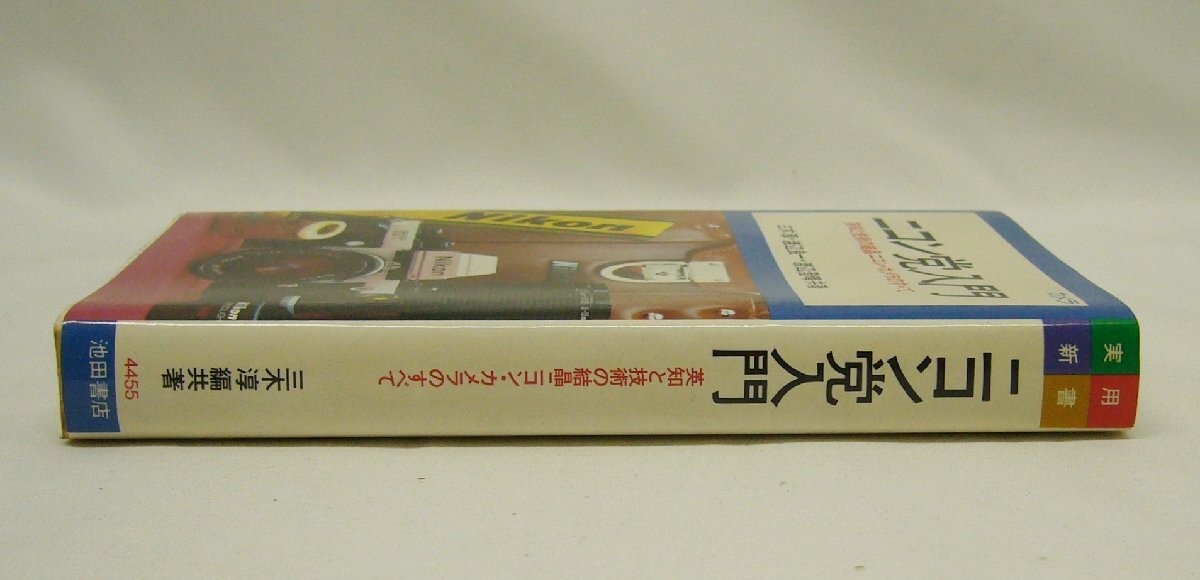 実用
新書
ニコン党入門
英知と技術の結晶=ニコン・カメラのすべて
三木淳編共著
4455
池田書店
ニコン党入門
Nikon
Nikon